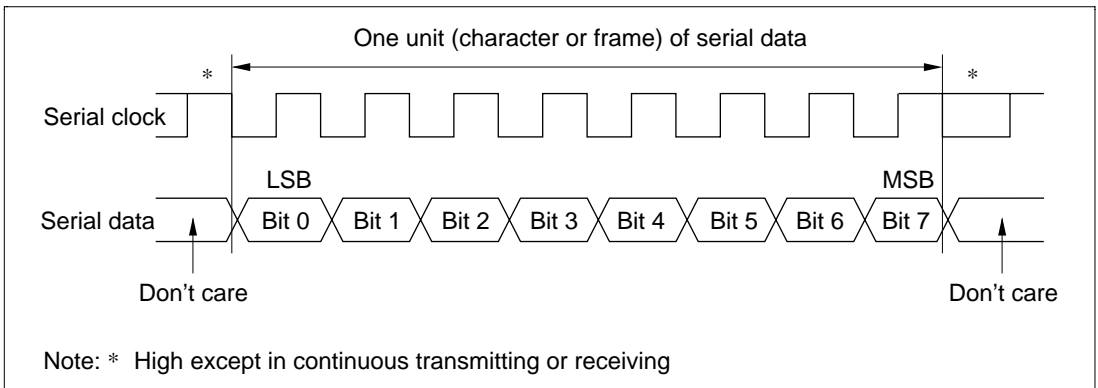 One unit (character or frame) of serial data
* *
Serial clock
LSB MSB
Serial data Bit 0 Bit 1 Bit 2 Bit 3 Bit 4 Bit 5 Bit 6 Bit 7
Don’t care Don’t care
Note: * High except in continuous transmitting or receiving